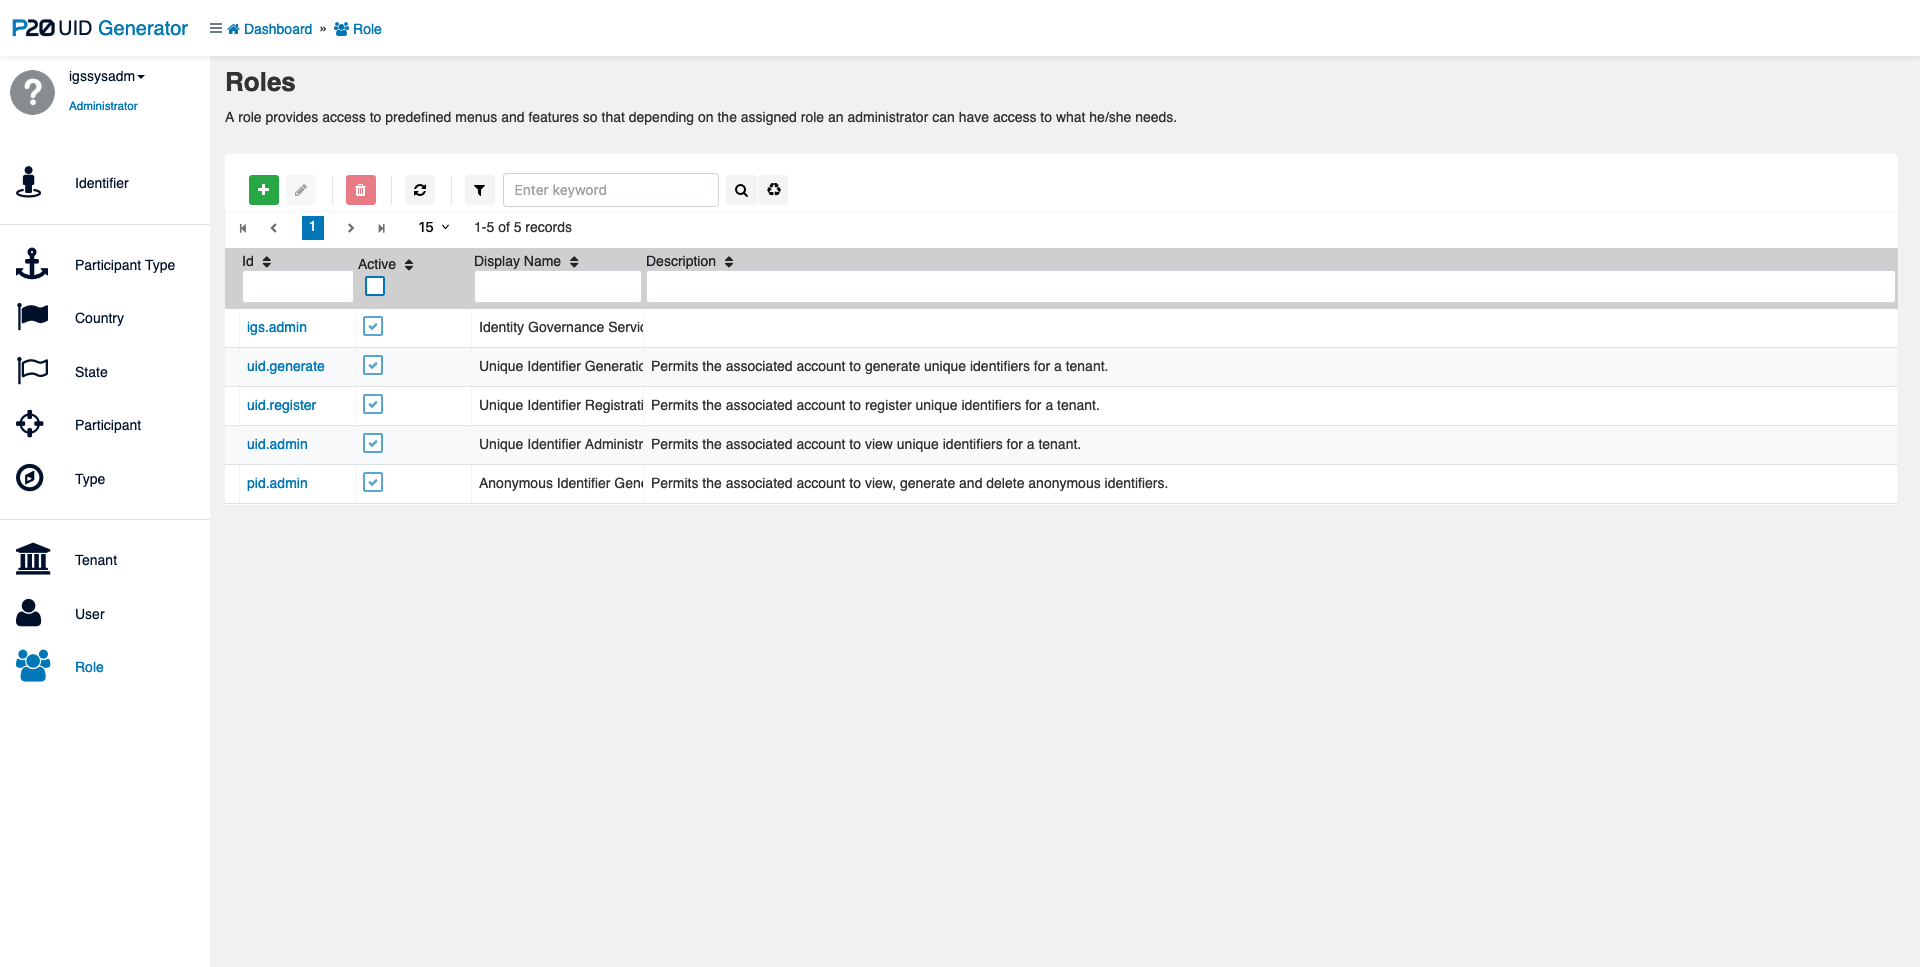 P20 UID Generator
Dashboard » Role
igssysadm
Administrator
Identifier
Participant Type
Country
State
Participant
Type
Tenant
User
Role
Roles
A role provides access to predefined menus and features so that depending on the assigned role an administrator can have access to what he/she needs.
Enter keyword
1 15 1-5 of 5 records
Id Active Display Name Description
igs.admin Identity Governance Servic
uid.generate Unique Identifier Generatio Permits the associated account to generate unique identifiers for a tenant.
uid.register Unique Identifier Registrati Permits the associated account to register unique identifiers for a tenant.
uid.admin Unique Identifier Administr Permits the associated account to view unique identifiers for a tenant.
pid.admin Anonymous Identifier Gene Permits the associated account to view, generate and delete anonymous identifiers.